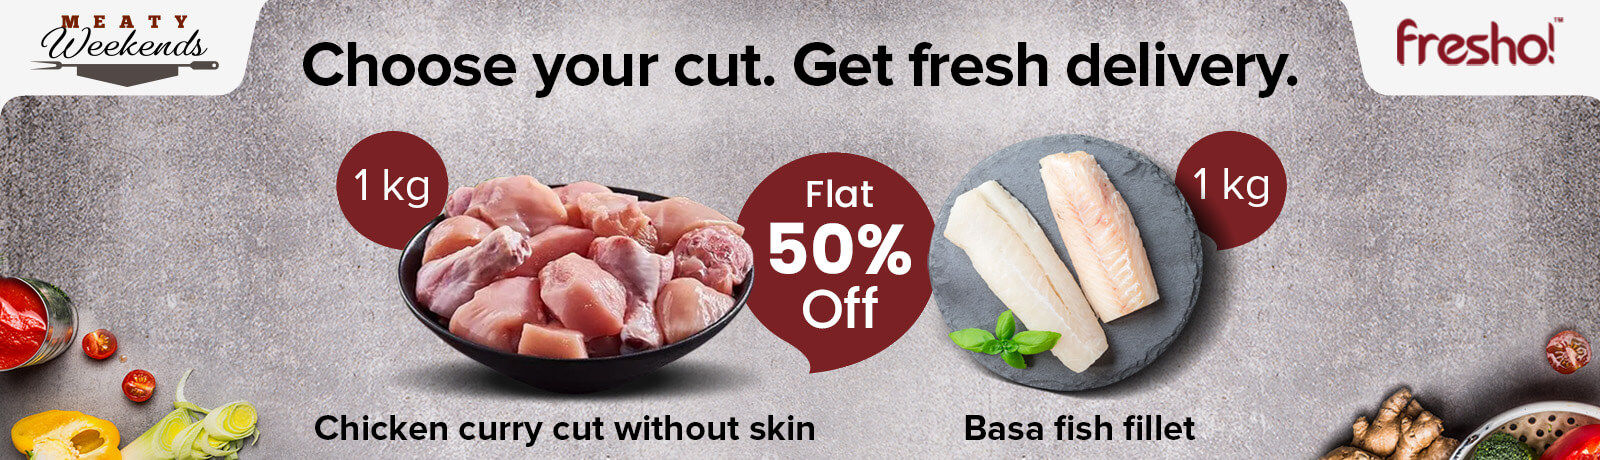 MEATY
Weekends
fresho!™
Choose your cut. Get fresh delivery.
1 kg
Flat
50%
Off
1 kg
Chicken curry cut without skin
Basa fish fillet